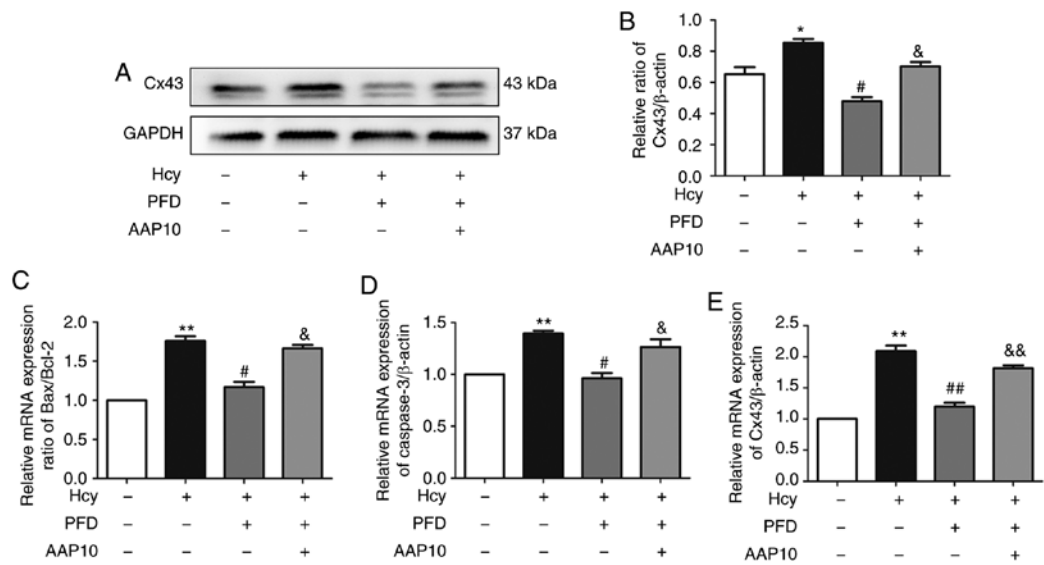 A
Cx43
43 kDa
GAPDH
37 kDa
Hcy – + + +
PFD – – + +
AAP10 – – – +
B
Relative ratio of
Cx43/β-actin
1.0
0.8
0.6
0.4
0.2
0.0
*
#
&
Hcy – + + +
PFD – – + +
AAP10 – – – +
C
Relative mRNA expression
ratio of Bax/Bcl-2
2.0
1.5
1.0
0.5
0.0
**
#
&
Hcy – + + +
PFD – – + +
AAP10 – – – +
D
Relative mRNA expression
of caspase-3/β-actin
1.5
1.0
0.5
0.0
**
#
&
Hcy – + + +
PFD – – + +
AAP10 – – – +
E
Relative mRNA expression
of Cx43/β-actin
2.5
2.0
1.5
1.0
0.5
0.0
**
##
&&
Hcy – + + +
PFD – – + +
AAP10 – – – +